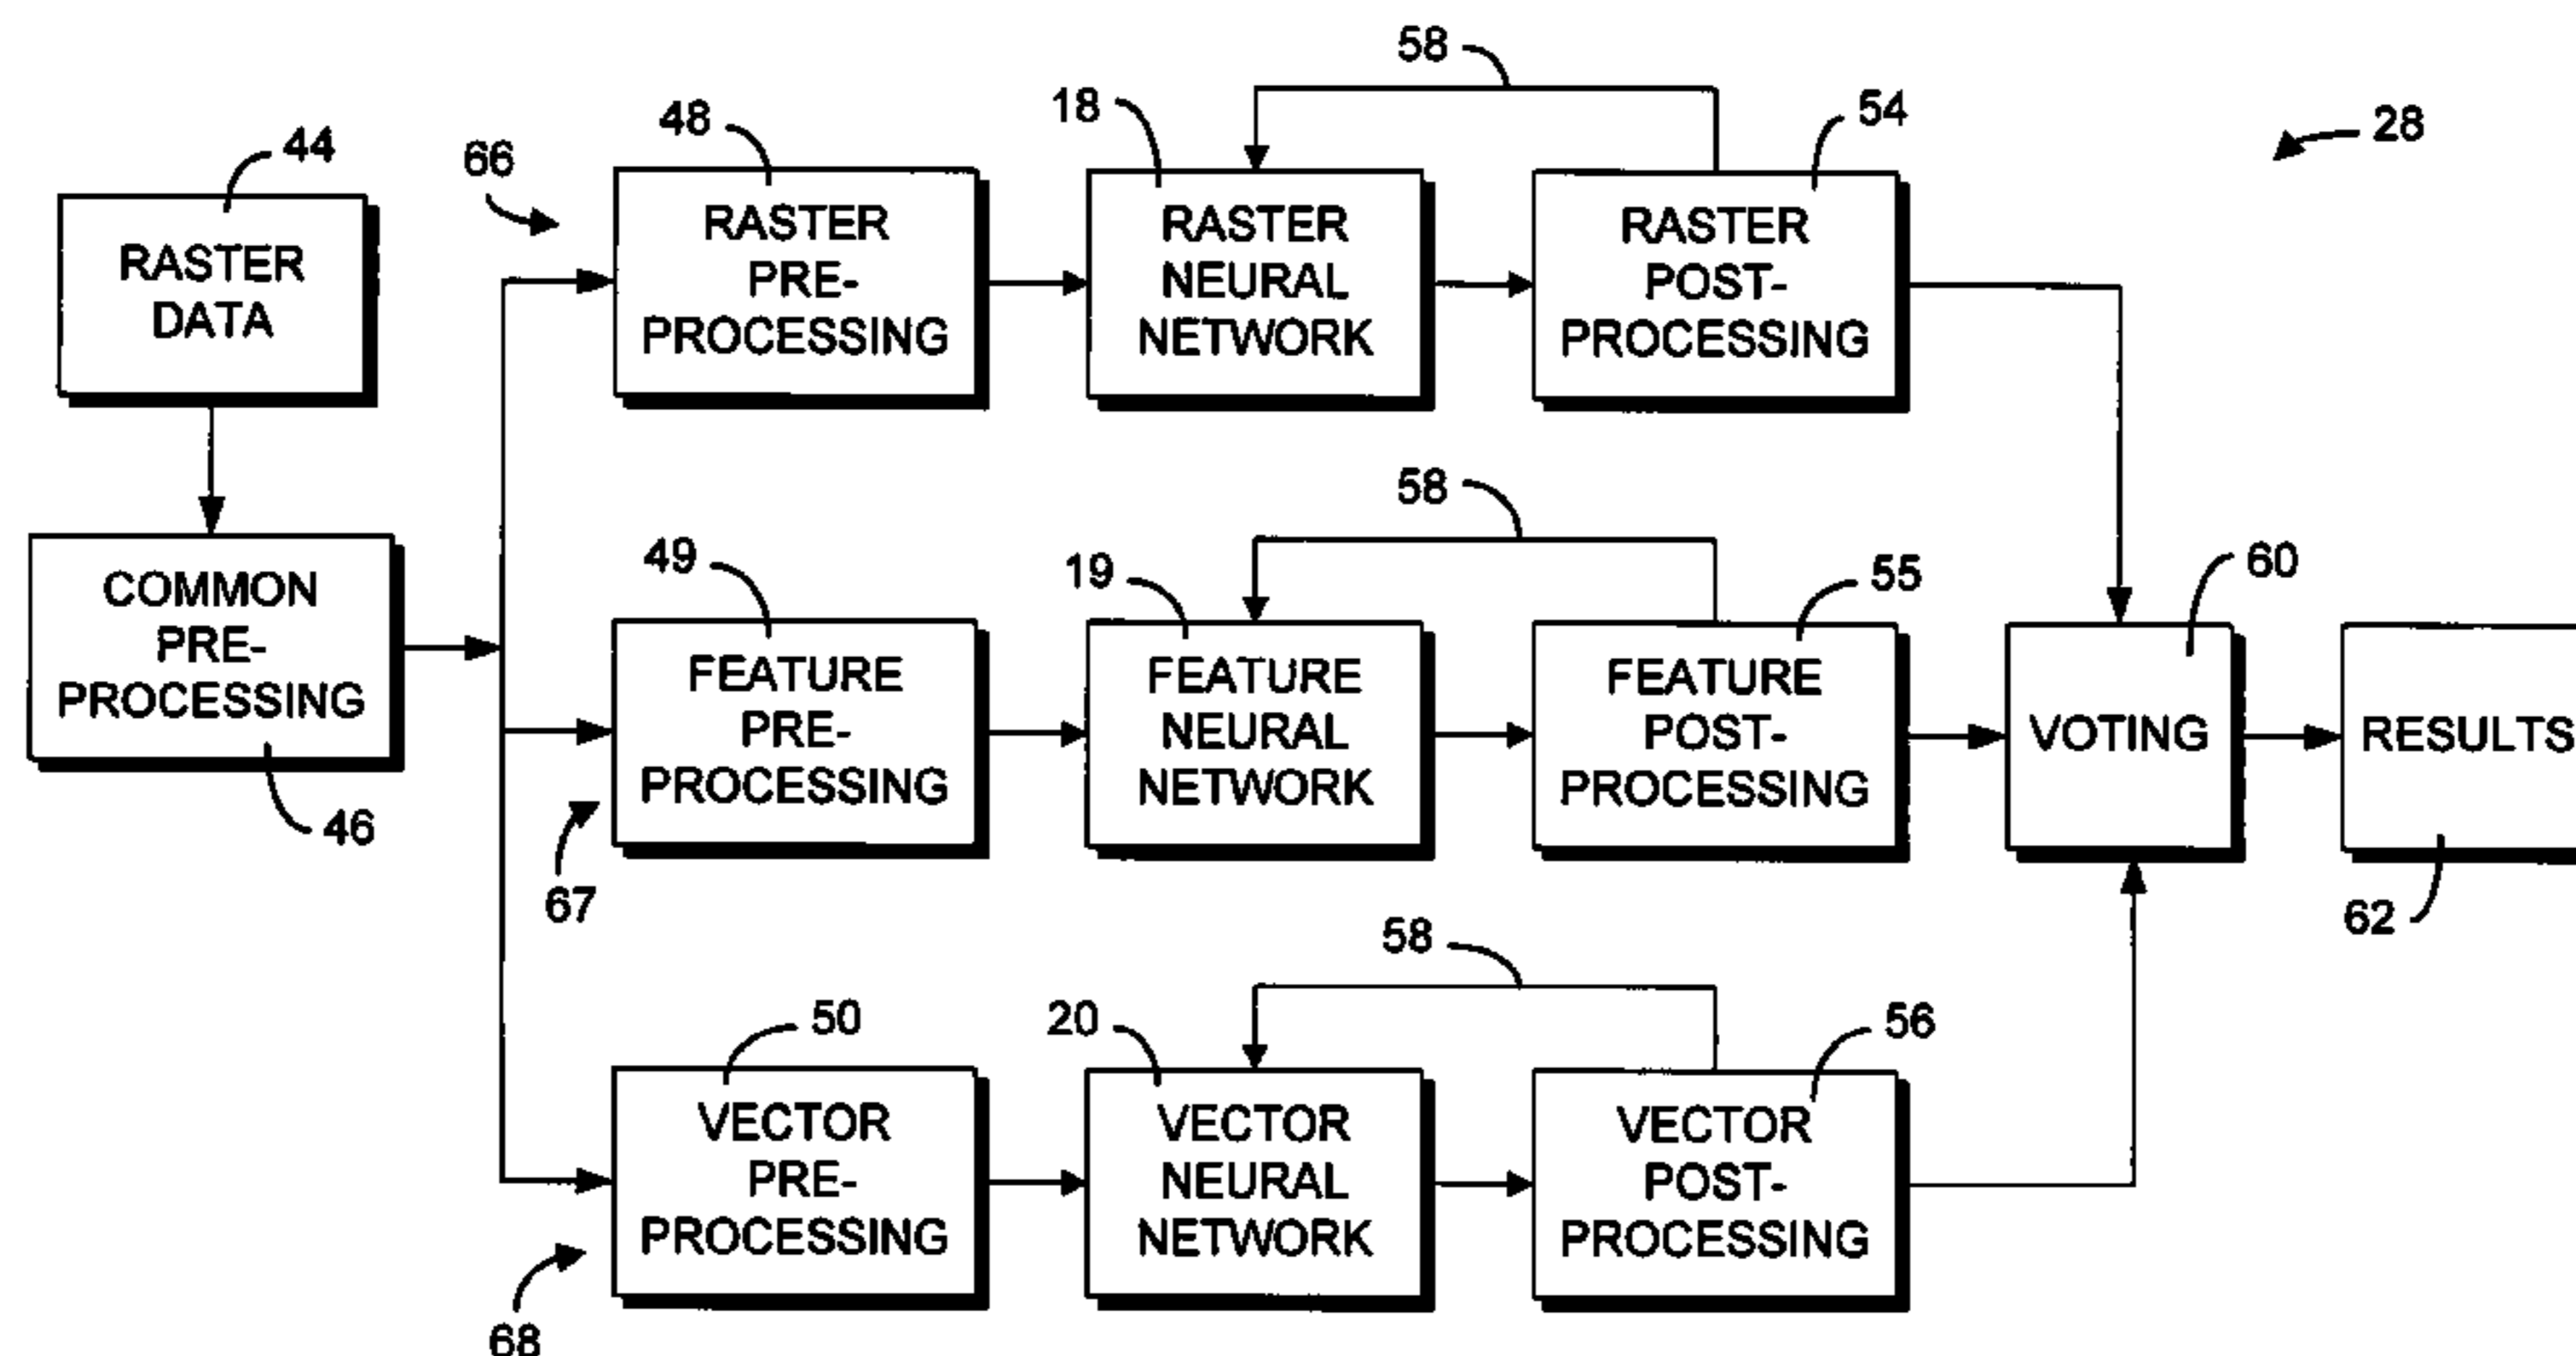 58
18
54
28
48
44
66
RASTER
DATA
RASTER
PRE-
PROCESSING
RASTER
NEURAL
NETWORK
RASTER
POST-
PROCESSING
58
49
19
55
60
COMMON
PRE-
PROCESSING
46
FEATURE
PRE-
PROCESSING
67
FEATURE
NEURAL
NETWORK
FEATURE
POST-
PROCESSING
VOTING
RESULTS
62
58
50
20
56
VECTOR
PRE-
PROCESSING
68
VECTOR
NEURAL
NETWORK
VECTOR
POST-
PROCESSING